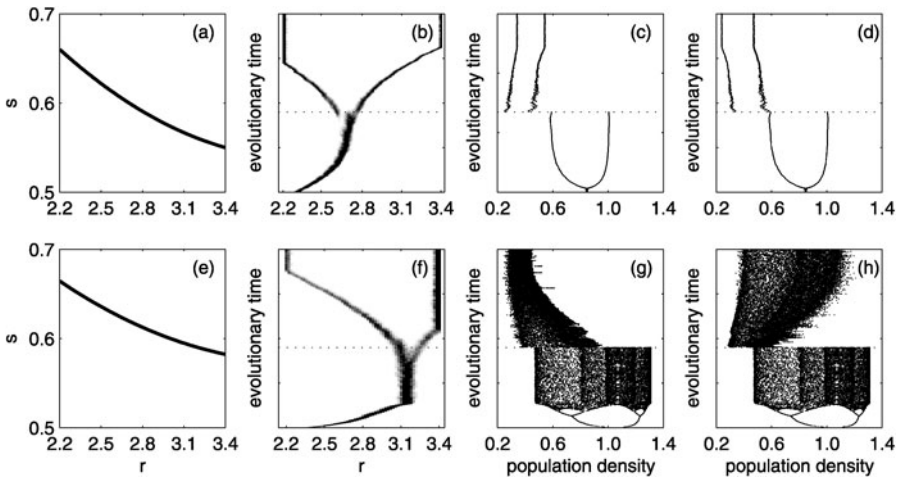 0.7 (a) (b) (c) (d)
s 0.6 evolutionary time evolutionary time evolutionary time
0.5
2.2 2.5 2.8 3.1 3.4 2.2 2.5 2.8 3.1 3.4 0.2 0.6 1.0 1.4 0.2 0.6 1.0 1.4
0.7 (e) (f) (g) (h)
s 0.6 evolutionary time evolutionary time evolutionary time
0.5
2.2 2.5 2.8 3.1 3.4 2.2 2.5 2.8 3.1 3.4 0.2 0.6 1.0 1.4 0.2 0.6 1.0 1.4
r r population density population density